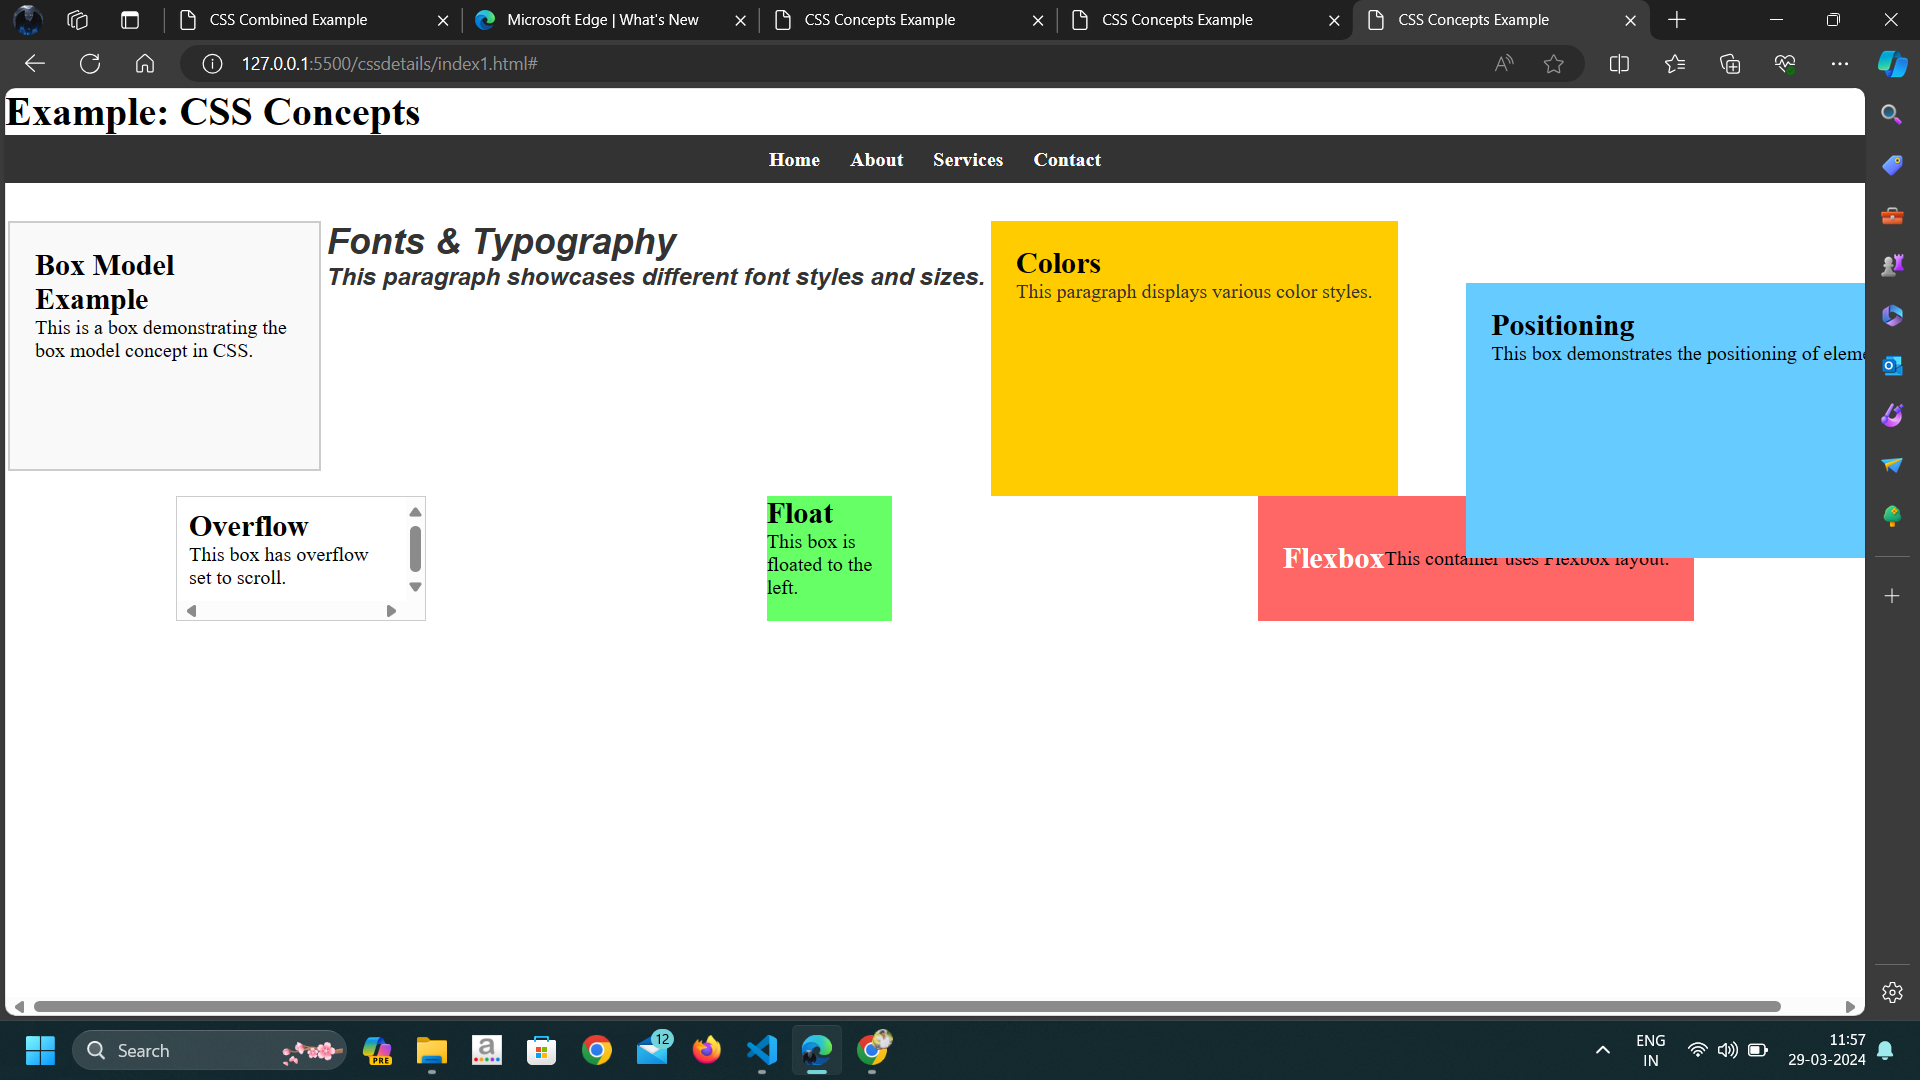 CSS Combined Example
Microsoft Edge | What's New
CSS Concepts Example
CSS Concepts Example
CSS Concepts Example
127.0.0.1:5500/cssdetails/index1.html#
Example: CSS Concepts
Home About Services Contact
Box Model
Example
This is a box demonstrating the
box model concept in CSS.
Fonts & Typography
This paragraph showcases different font styles and sizes.
Colors
This paragraph displays various color styles.
Positioning
This box demonstrates the positioning of eleme
Overflow
This box has overflow
set to scroll.
Float
This box is
floated to the
left.
Flexbox
This container uses Flexbox layout.
Search
PRE
a
12
ENG
IN
11:57
29-03-2024